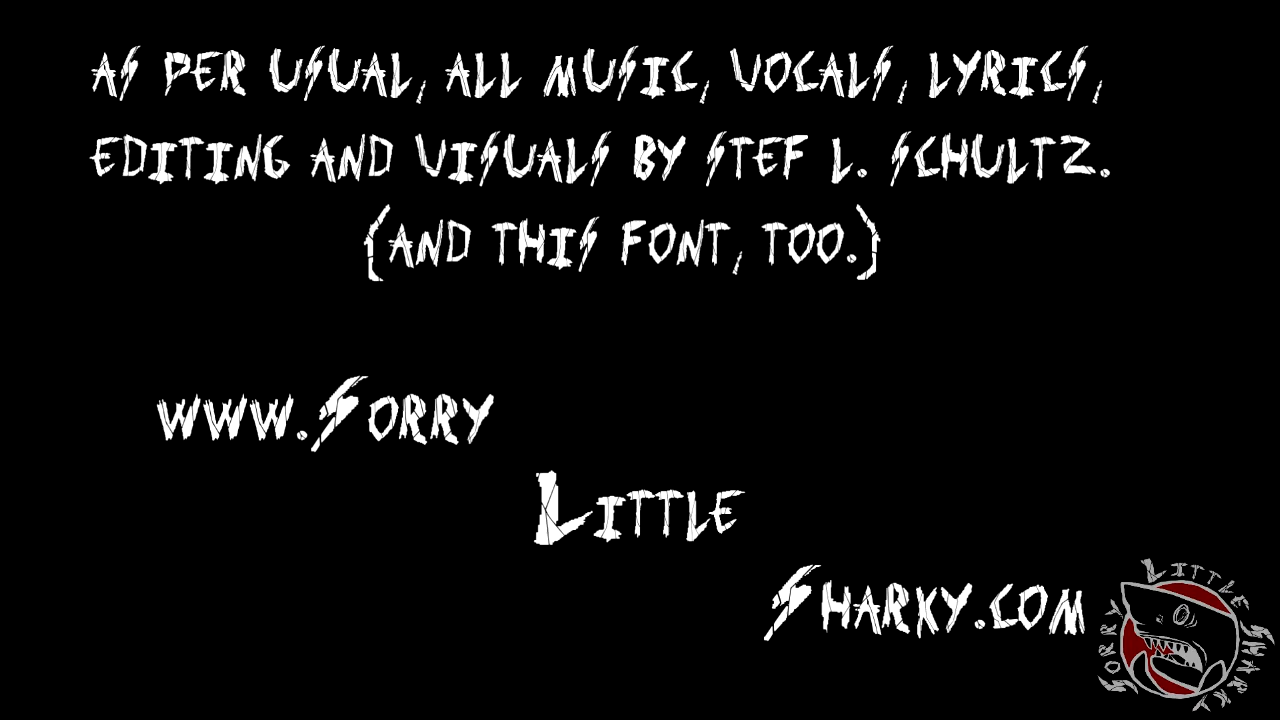 AS PER USUAL, ALL MUSIC, VOCALS, LYRICS,
EDITING AND VISUALS BY STEF L. SCHULTZ.
{AND THIS FONT, TOO.}
WWW.SORRY
LITTLE
SHARKY.COM
SORRY LITTLE SHARKY